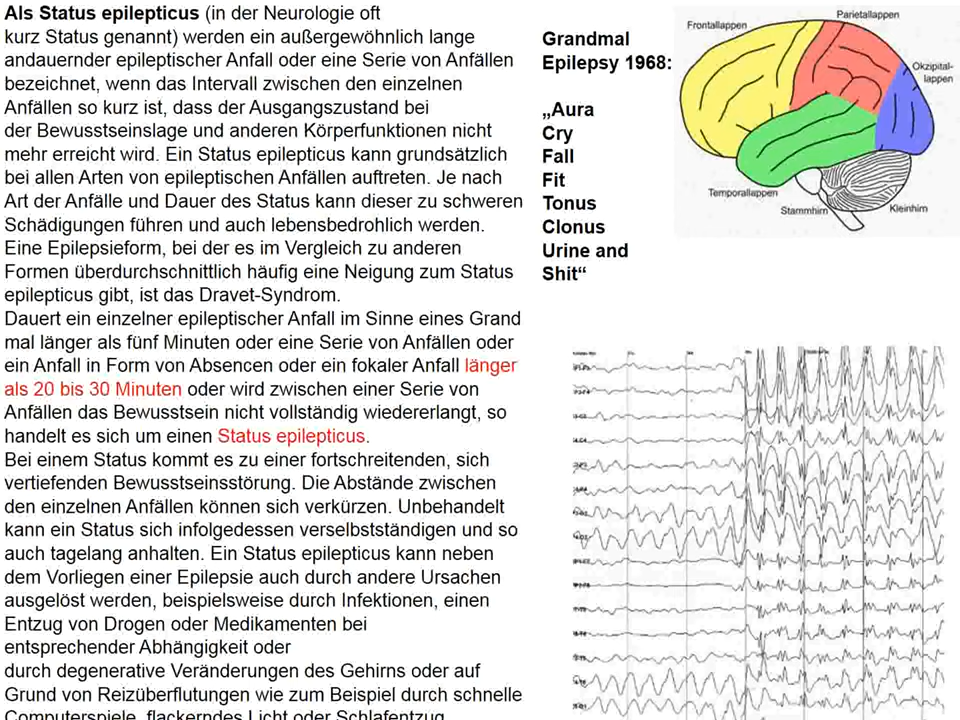 Als Status epilepticus (in der Neurologie oft
kurz Status genannt) werden ein außergewöhnlich lange
andauernder epileptischer Anfall oder eine Serie von Anfällen
bezeichnet, wenn das Intervall zwischen den einzelnen
Anfällen so kurz ist, dass der Ausgangszustand bei
der Bewusstseinslage und anderen Körperfunktionen nicht
mehr erreicht wird. Ein Status epilepticus kann grundsätzlich
bei allen Arten von epileptischen Anfällen auftreten. Je nach
Art der Anfälle und Dauer des Status kann dieser zu schweren
Schädigungen führen und auch lebensbedrohlich werden.
Eine Epilepsieform, bei der es im Vergleich zu anderen
Formen überdurchschnittlich häufig eine Neigung zum Status
epilepticus gibt, ist das Dravet-Syndrom.
Dauert ein einzelner epileptischer Anfall im Sinne eines Grand
mal länger als fünf Minuten oder eine Serie von Anfällen oder
ein Anfall in Form von Absencen oder ein fokaler Anfall länger
als 20 bis 30 Minuten oder wird zwischen einer Serie von
Anfällen das Bewusstsein nicht vollständig wiedererlangt, so
handelt es sich um einen Status epilepticus.
Bei einem Status kommt es zu einer fortschreitenden, sich
vertiefenden Bewusstseinsstörung. Die Abstände zwischen
den einzelnen Anfällen können sich verkürzen. Unbehandelt
kann ein Status sich infolgedessen verselbstständigen und so
auch tagelang anhalten. Ein Status epilepticus kann neben
dem Vorliegen einer Epilepsie auch durch andere Ursachen
ausgelöst werden, beispielsweise durch Infektionen, einen
Entzug von Drogen oder Medikamenten bei
entsprechender Abhängigkeit oder
durch degenerative Veränderungen des Gehirns oder auf
Grund von Reizüberflutungen wie zum Beispiel durch schnelle
Computerspiele, flackerndes Licht oder Schlafentzug
Grandmal
Epilepsy 1968:
„Aura
Cry
Fall
Fit
Tonus
Clonus
Urine and
Shit“
Parietallappen
Frontallappen
Okzipital-
lappen
Temporallappen
Stammhirn
Kleinhirn